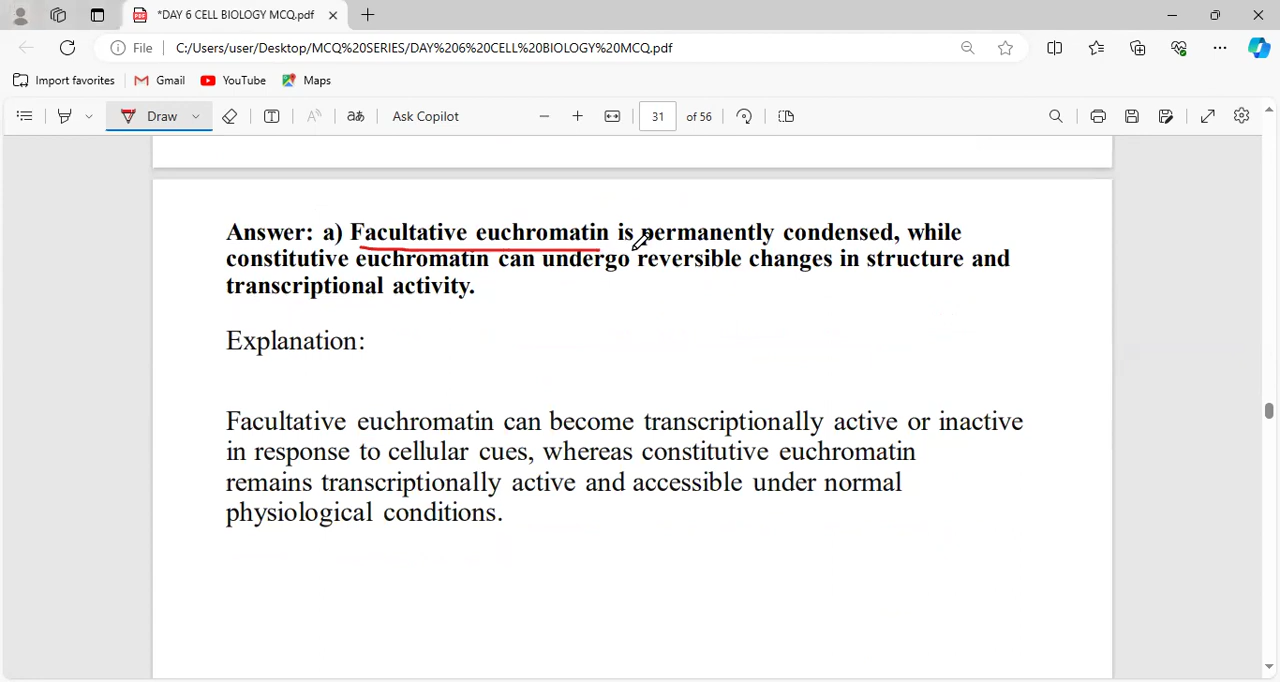 *DAY 6 CELL BIOLOGY MCQ.pdf
File C:/Users/user/Desktop/MCQ%20SERIES/DAY%206%20CELL%20BIOLOGY%20MCQ.pdf
Import favorites Gmail YouTube Maps
Draw aあ Ask Copilot 31 of 56
Answer: a) Facultative euchromatin is permanently condensed, while
constitutive euchromatin can undergo reversible changes in structure and
transcriptional activity.
Explanation:
Facultative euchromatin can become transcriptionally active or inactive
in response to cellular cues, whereas constitutive euchromatin
remains transcriptionally active and accessible under normal
physiological conditions.